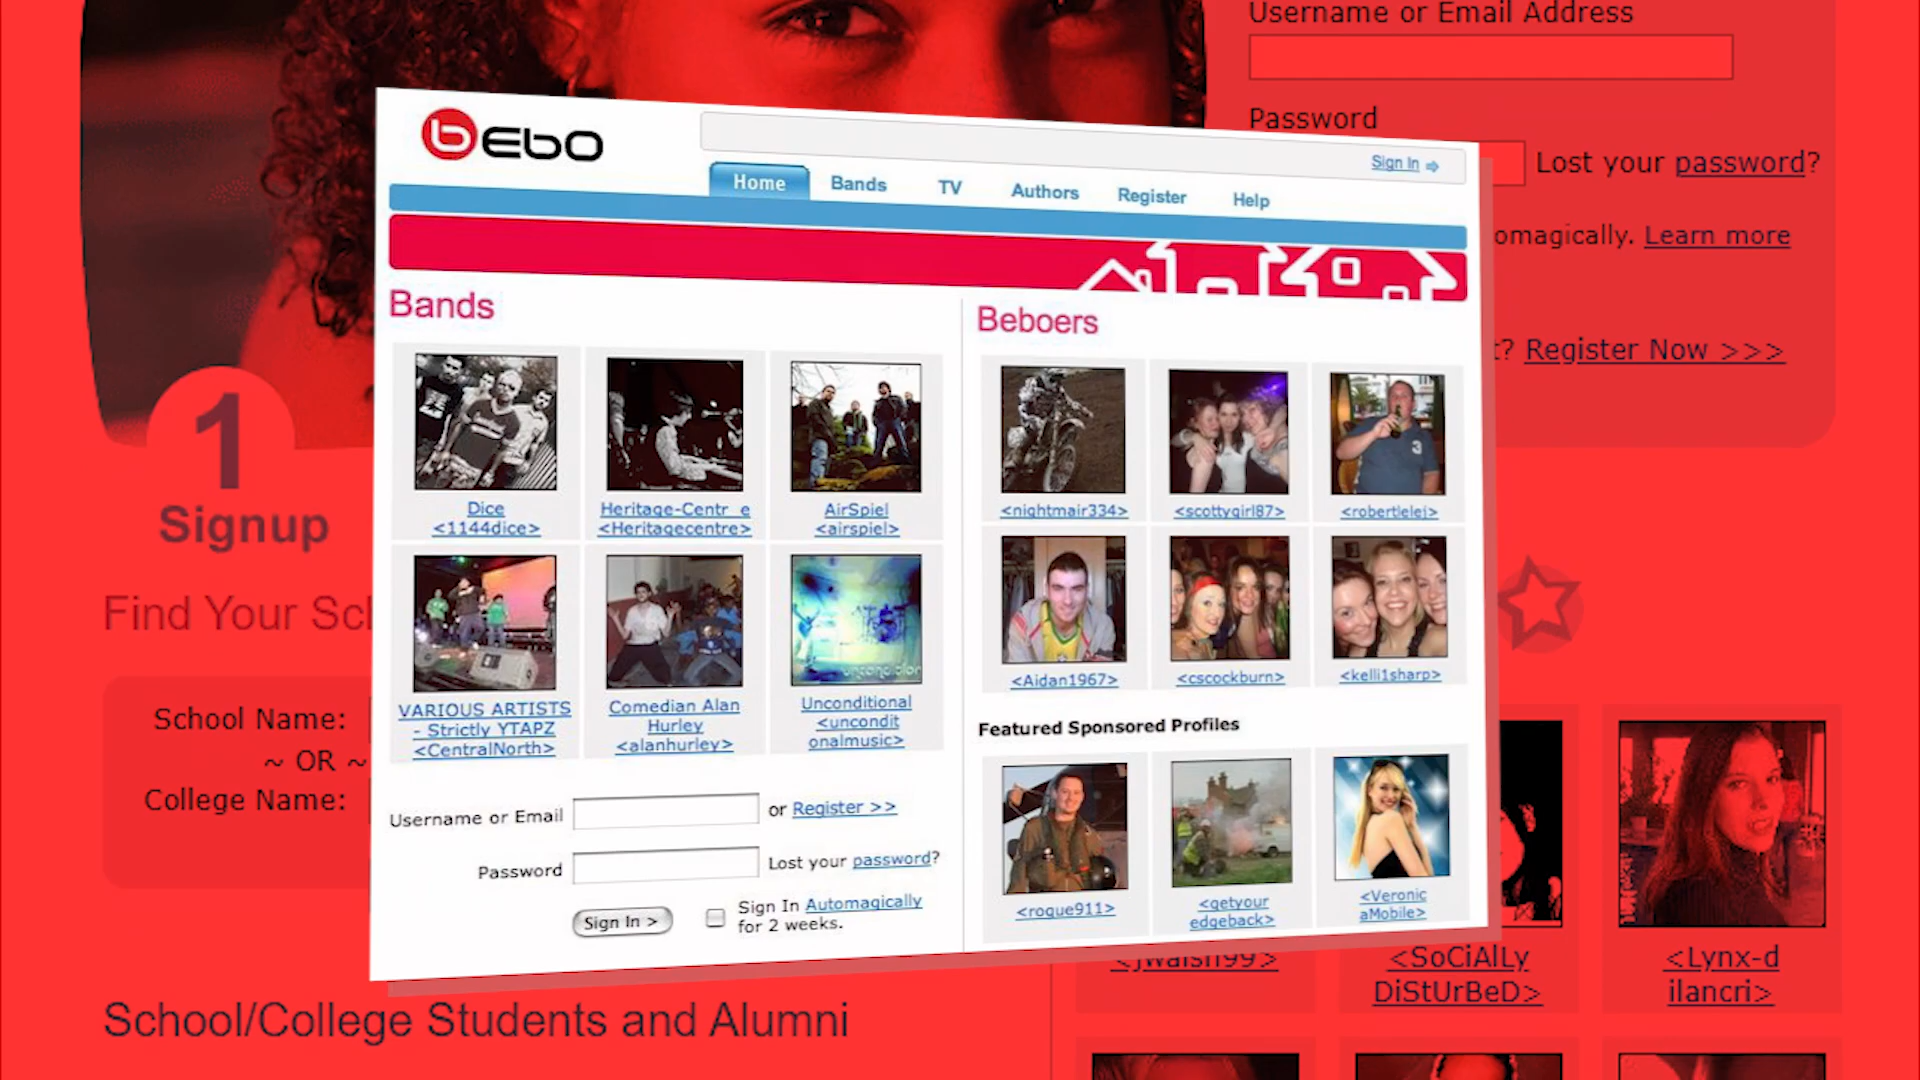 Username or Email Address
Password
Lost your password?
omagically. Learn more
t? Register Now >>>
1
Signup
Find Your Sc
School Name:
~ OR ~
College Name:
School/College Students and Alumni
<SoCiAlLy
DiStUrBeD>
<Lynx-d
ilancri>
bEbO
Sign In
Home
Bands
TV
Authors
Register
Help
Bands
Dice
<1144dice>
Heritage-Centr e
<Heritagecentre>
AirSpiel
<airspiel>
VARIOUS ARTISTS
- Strictly YTAPZ
<CentralNorth>
Comedian Alan
Hurley
<alanhurley>
Unconditional
<uncondit
onalmusic>
Username or Email
or Register >>
Password
Lost your password?
Sign In >
Sign In Automagically
for 2 weeks.
Beboers
<nightmair334>
<scottygirl87>
<robertlelej>
<Aidan1967>
<cscockburn>
<kelli1sharp>
Featured Sponsored Profiles
<rogue911>
<getyour
edgeback>
<Veronic
aMobile>